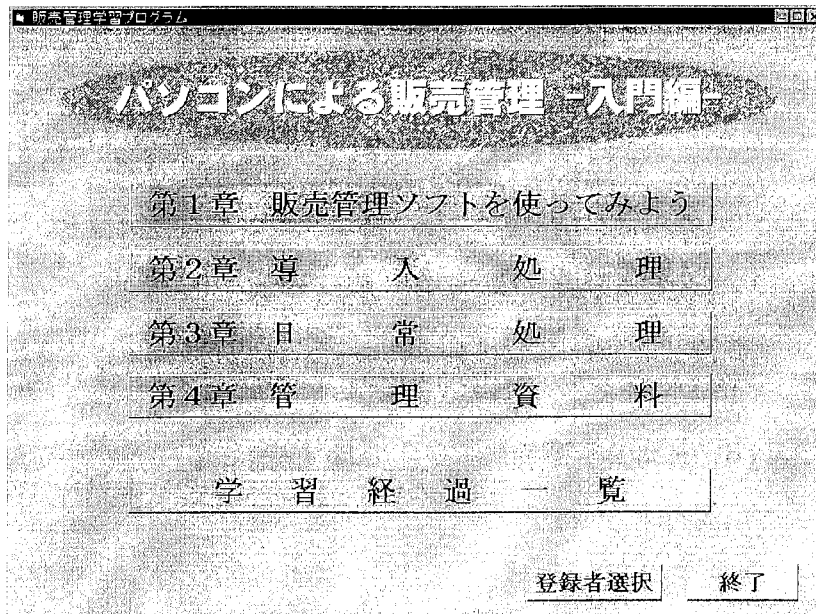 販売管理学習プログラム
パソコンによる販売管理 -入門編-
第1章 販売管理ソフトを使ってみよう
第2章 導入処理
第3章 日常処理
第4章 管理資料
学習経過一覧
登録者選択 終了